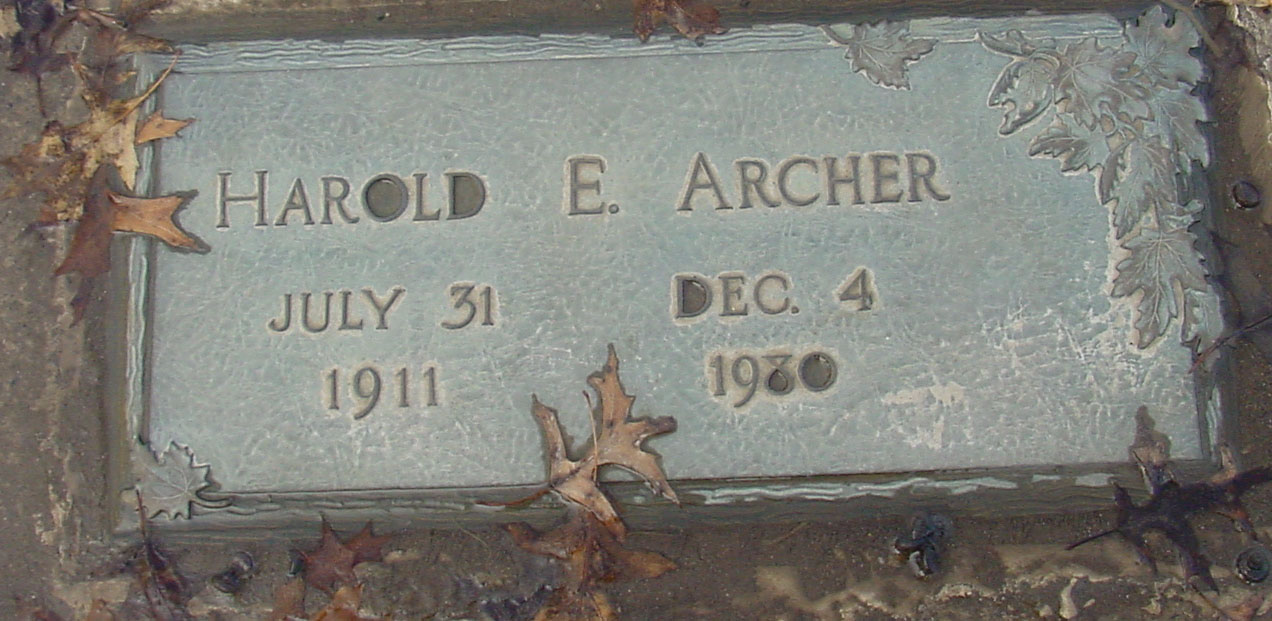 HAROLD E. ARCHER
JULY 31 DEC. 4
1911 1980